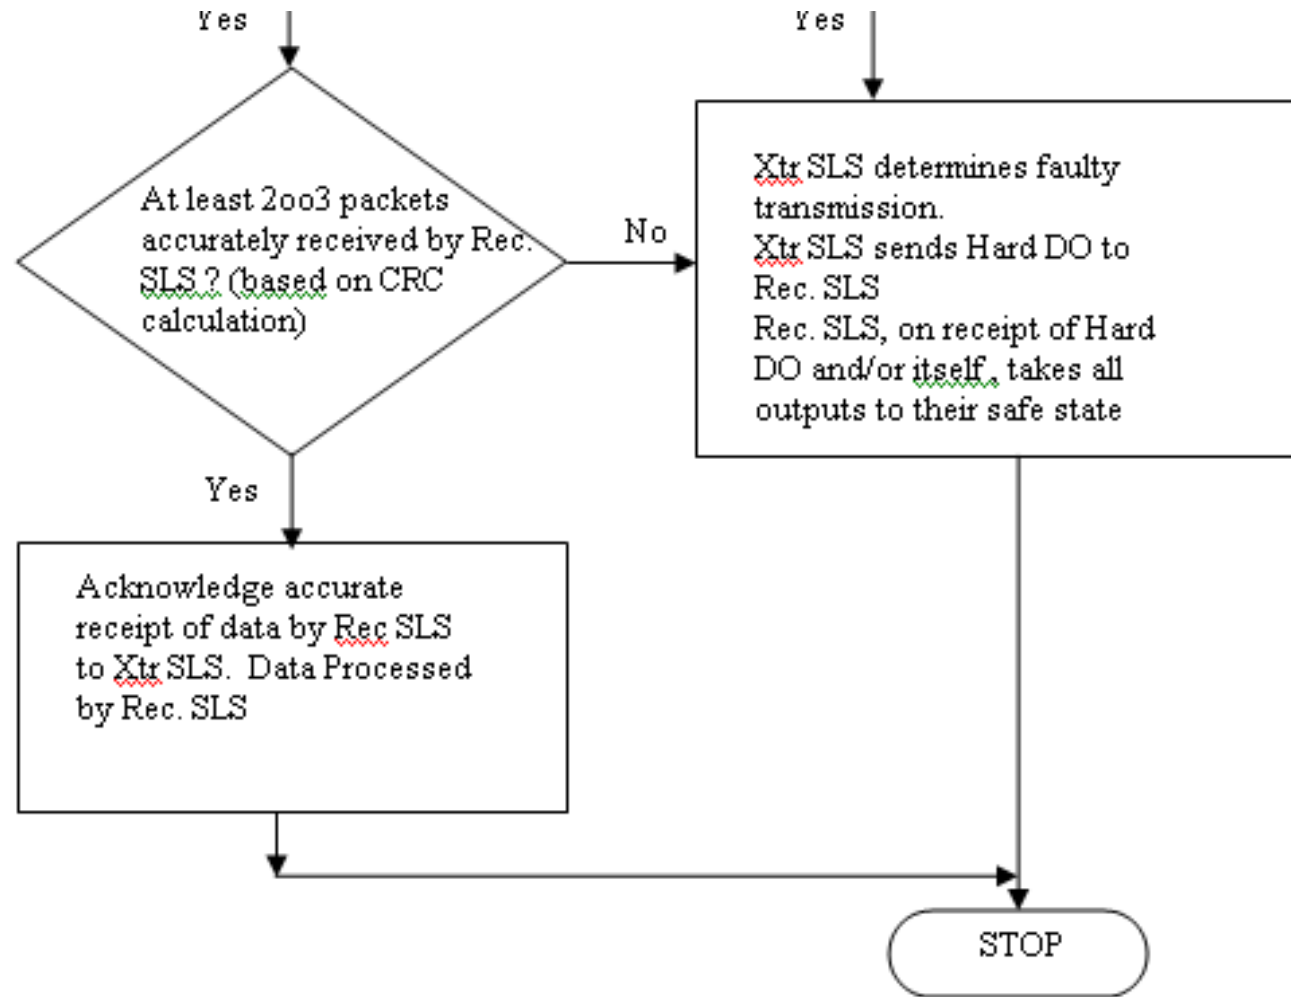 Yes
Yes
At least 2oo3 packets
accurately received by Rec.
SLS ? (based on CRC
calculation)
No
Xtr SLS determines faulty
transmission.
Xtr SLS sends Hard DO to
Rec. SLS
Rec. SLS, on receipt of Hard
DO and/or itself , takes all
outputs to their safe state
Yes
Acknowledge accurate
receipt of data by Rec SLS
to Xtr SLS.  Data Processed
by Rec. SLS
STOP